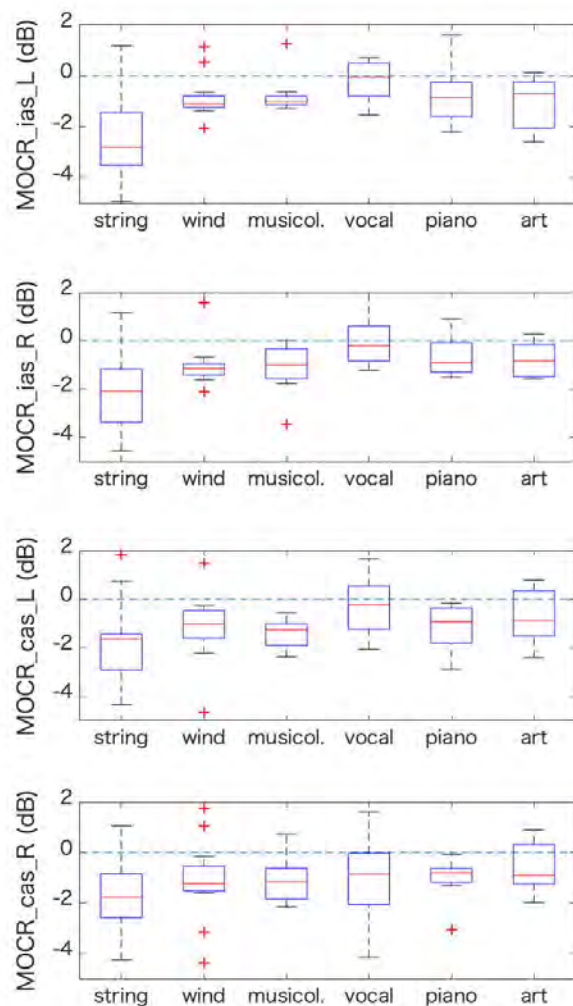 MOCR_ias_L (dB)
2
0
-2
-4
string wind musicol. vocal piano art
MOCR_ias_R (dB)
2
0
-2
-4
string wind musicol. vocal piano art
MOCR_cas_L (dB)
2
0
-2
-4
string wind musicol. vocal piano art
MOCR_cas_R (dB)
2
0
-2
-4
string wind musicol. vocal piano art